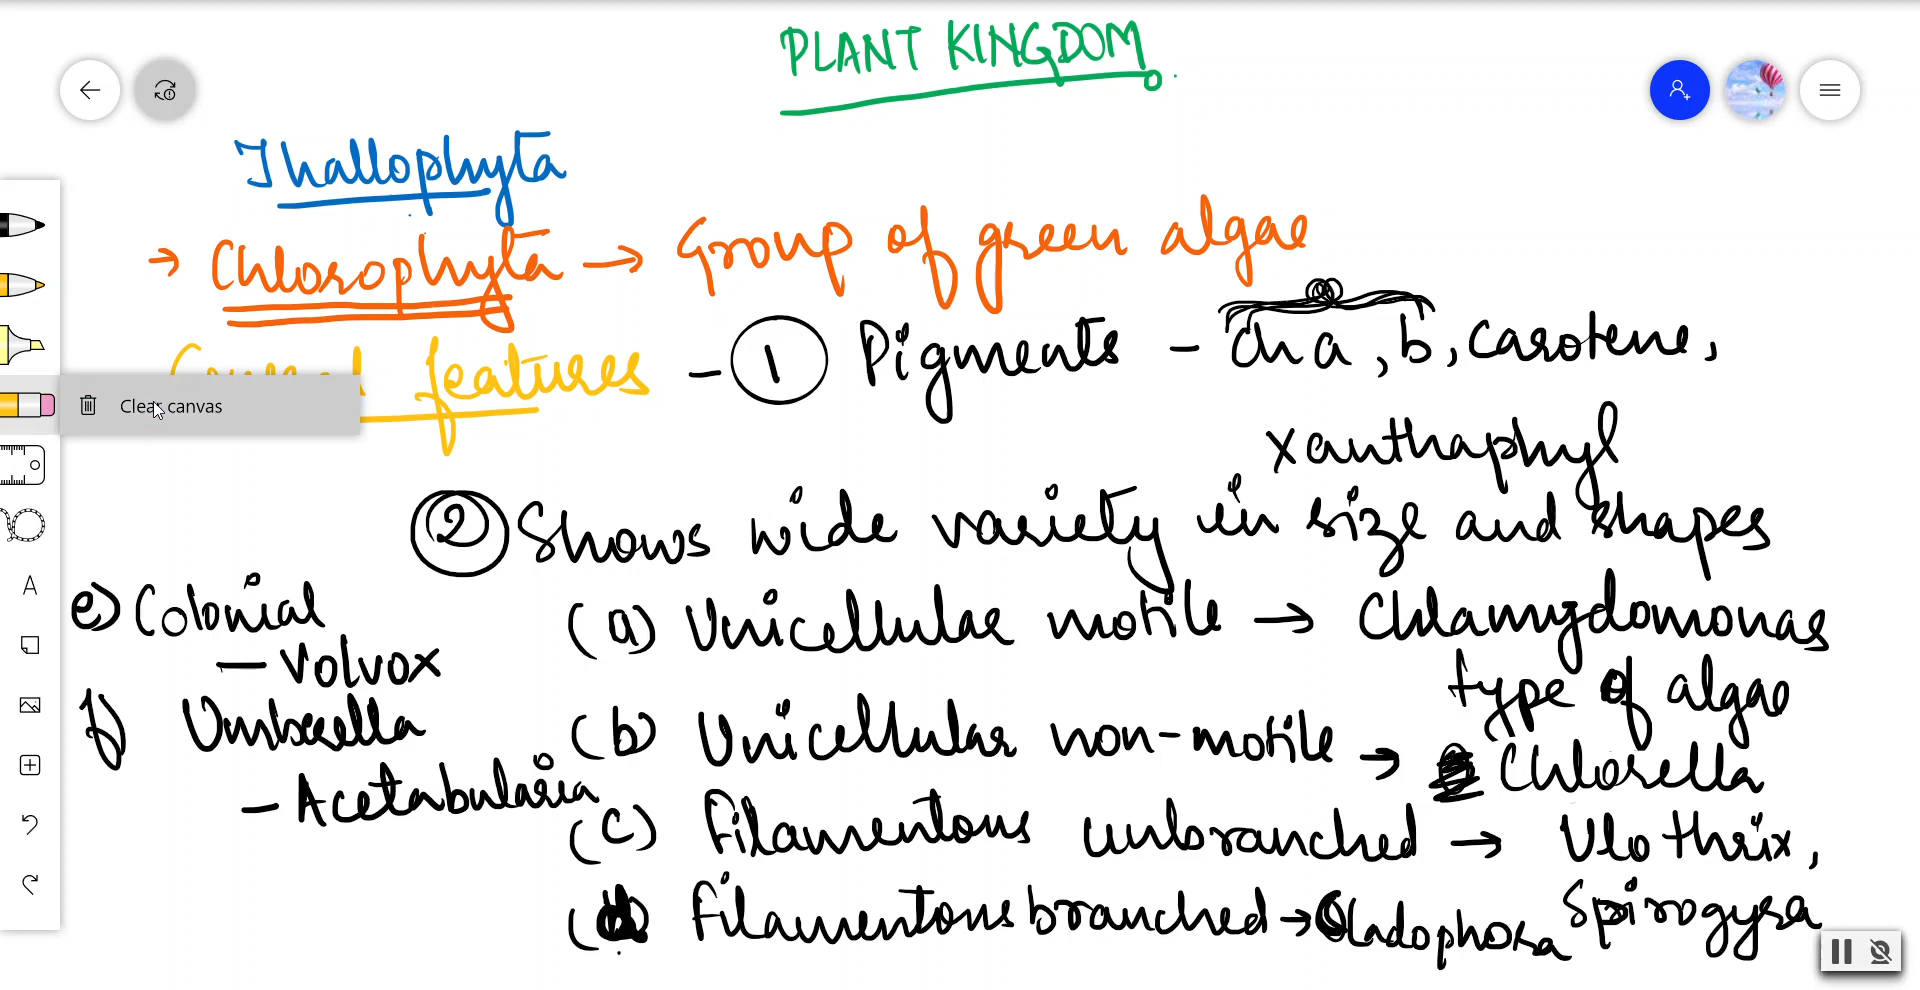 PLANT KINGDOM
Thallophyta
→ Chlorophyta → Group of green algae
features - 1 Pigments - chl a, b, carotene,
xanthaphyl
Clear canvas
2 Shows wide variety in size and shapes
(a) Unicellular motile → Chlamydomonas
type of algae
(b) Unicellular non-motile → Chlorella
(c) filamentous unbranched → Ulothrix,
Spirogyra
(d) filamentous branched → Cladophora
e) Colonial
- Volvox
f) Umbrella
- Acetabularia
A